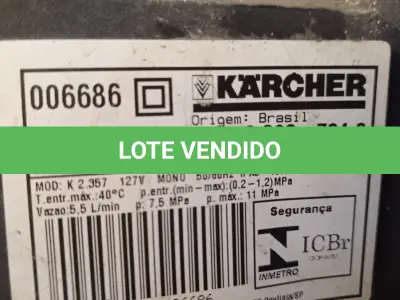 006686
KÄRCHER
Origem: Brasil
LOTE VENDIDO
MOD: K 2.357 127V MONO
T.entr.máx.:40°C p.entr.(min-max):(0,2-1,2)MPa
Vazao:5,5 L/min p: 7,5 MPa p. máx.: 11 MPa
Segurança
ICBr
INMETRO